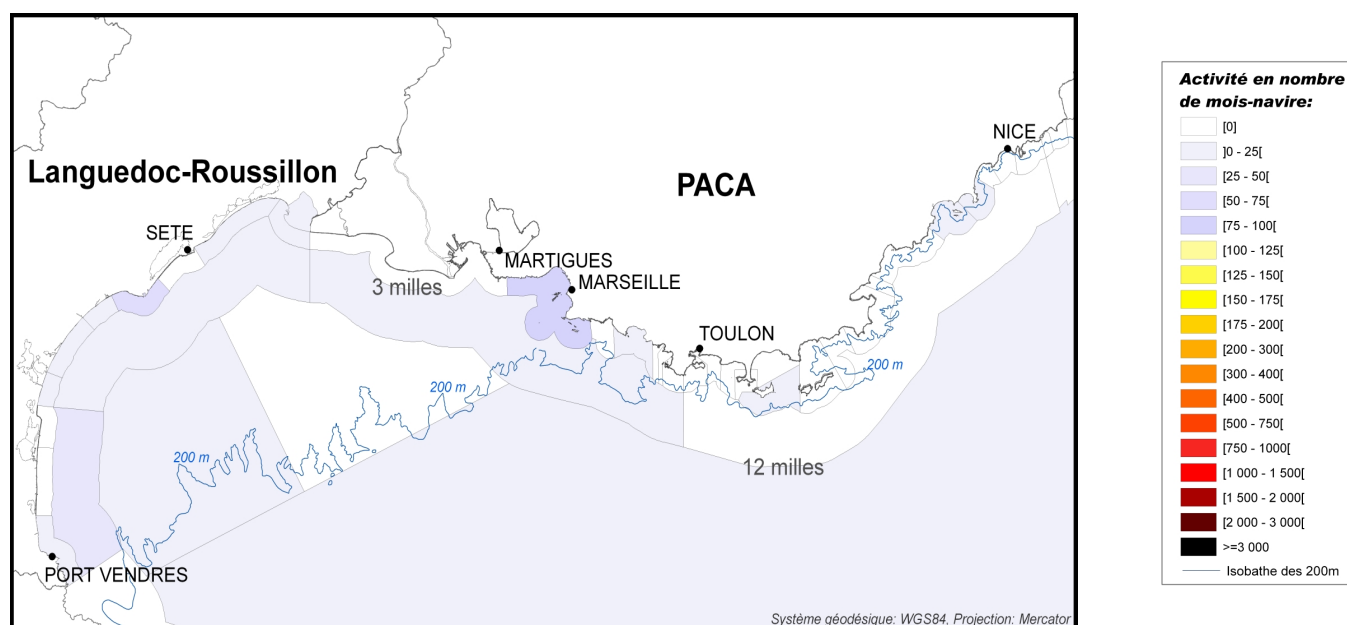 Languedoc-Roussillon
PACA
NICE
SETE
MARTIGUES
MARSEILLE
3 milles
TOULON
200 m
200 m
200 m
12 milles
PORT VENDRES
Système géodésique: WGS84, Projection: Mercator
Activité en nombre
de mois-navire:
[0]
]0 - 25[
[25 - 50[
[50 - 75[
[75 - 100[
[100 - 125[
[125 - 150[
[150 - 175[
[175 - 200[
[200 - 300[
[300 - 400[
[400 - 500[
[500 - 750[
[750 - 1000[
[1 000 - 1 500[
[1 500 - 2 000[
[2 000 - 3 000[
>=3 000
Isobathe des 200m